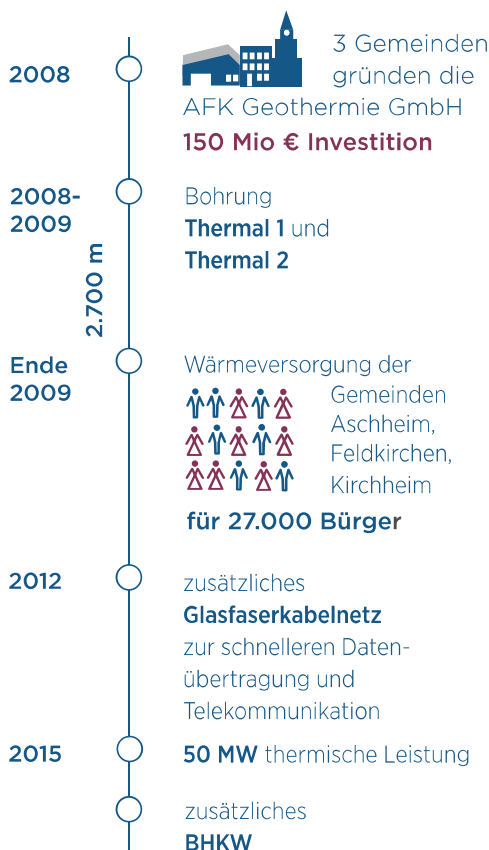 2008
3 Gemeinden
gründen die
AFK Geothermie GmbH
150 Mio € Investition
2008-
2009
Bohrung
Thermal 1 und
Thermal 2
2.700 m
Ende
2009
Wärmeversorgung der
Gemeinden
Aschheim,
Feldkirchen,
Kirchheim
für 27.000 Bürger
2012
zusätzliches
Glasfaserkabelnetz
zur schnelleren Daten-
übertragung und
Telekommunikation
2015
50 MW thermische Leistung
zusätzliches
BHKW